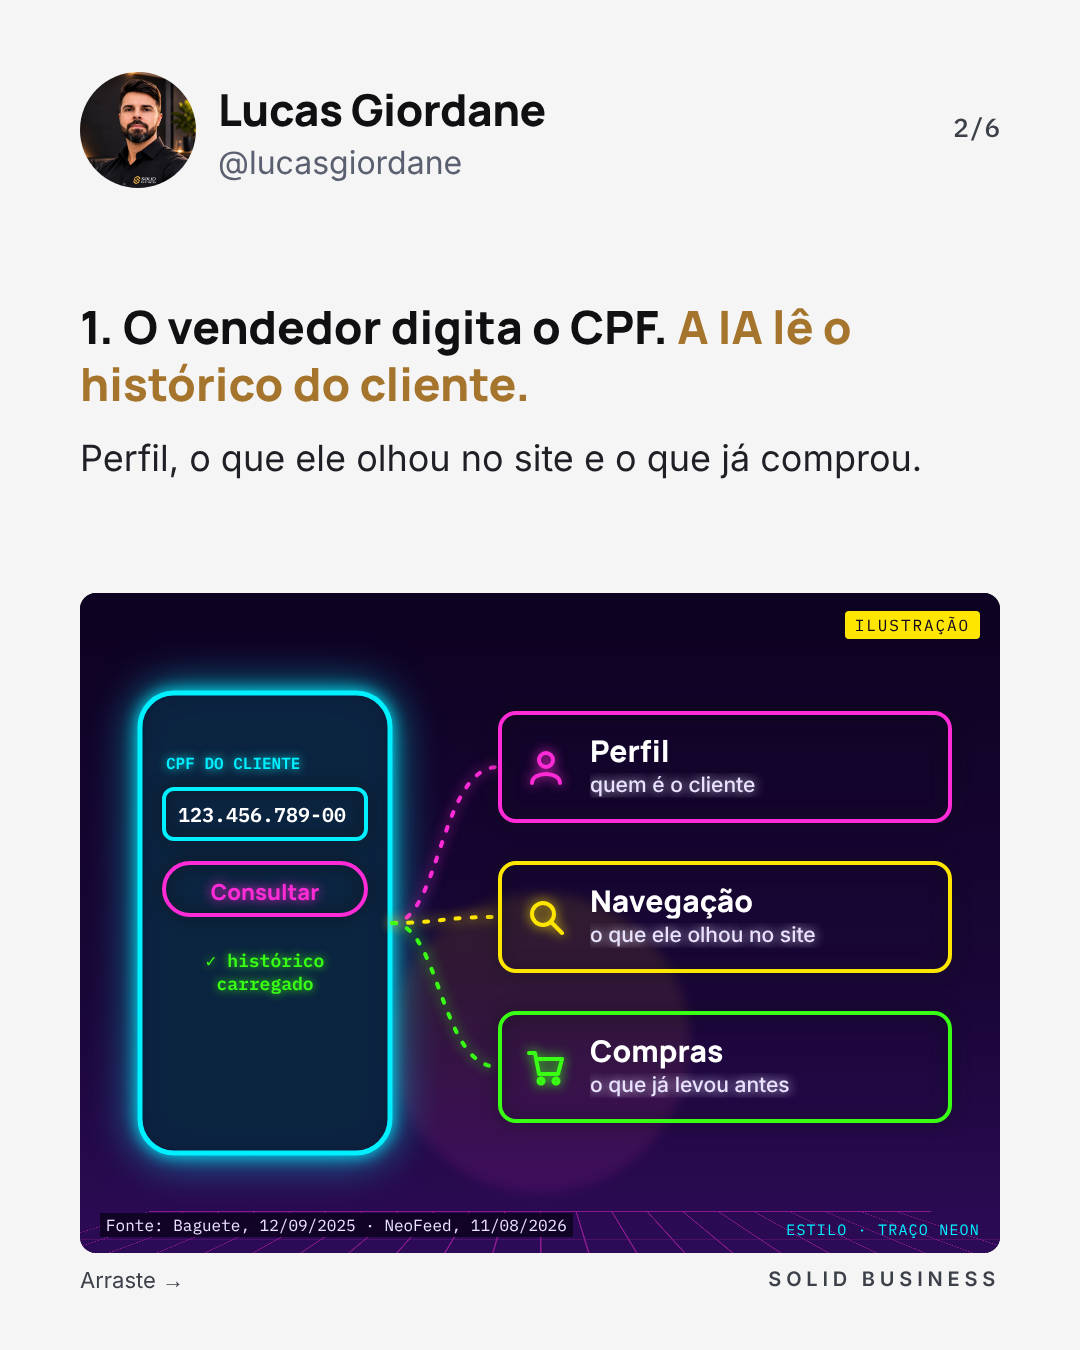 Lucas Giordane
@lucasgiordane
2/6
1. O vendedor digita o CPF. A IA lê o
histórico do cliente.
Perfil, o que ele olhou no site e o que já comprou.
ILUSTRAÇÃO
CPF DO CLIENTE
123.456.789-00
Consultar
✓ histórico
carregado
Perfil
quem é o cliente
Navegação
o que ele olhou no site
Compras
o que já levou antes
Fonte: Baguete, 12/09/2025 · NeoFeed, 11/08/2026
ESTILO · TRAÇO NEON
Arraste →
SOLID BUSINESS